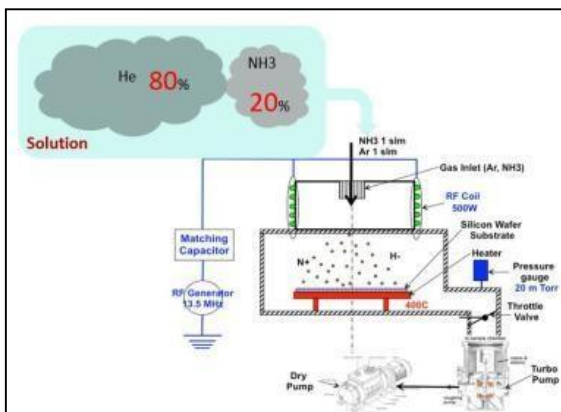 He 80%
NH3
20%
Solution
NH3 1 slm
Ar 1 slm
Gas Inlet (Ar, NH3)
RF Coil
500W
Silicon Wafer
Substrate
Heater
Matching
Capacitor
N+
H-
Pressure
gauge
20 m Torr
RF Generator
13.5 MHz
400C
Throttle
Valve
Dry
Pump
Turbo
Pump